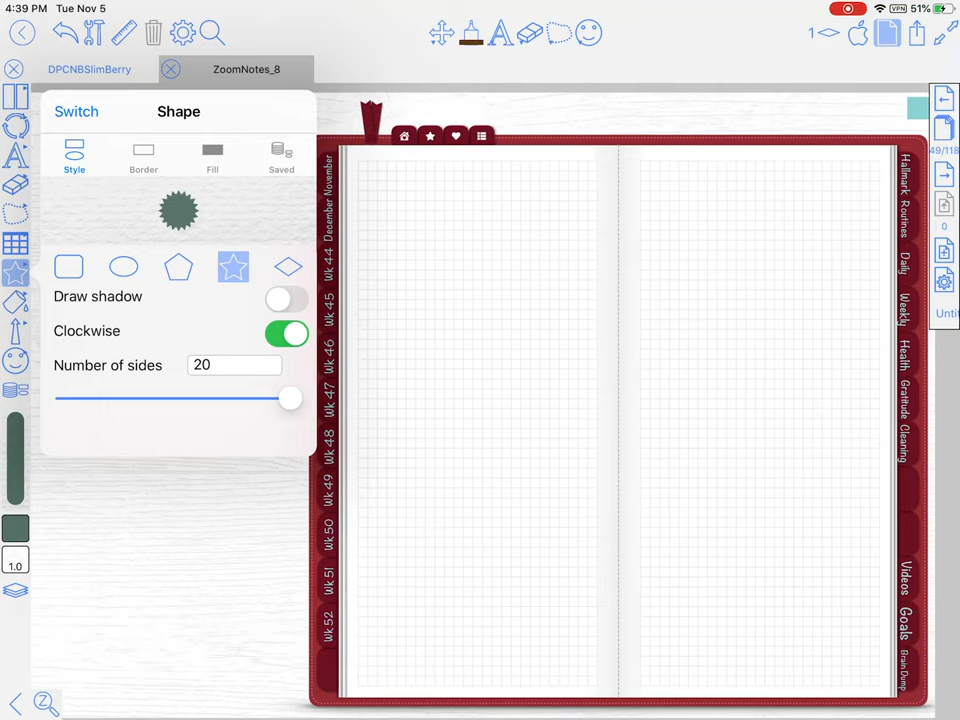 4:39 PM Tue Nov 5
VPN 51%
1
DPCNBSlimBerry
ZoomNotes_8
Switch
Shape
Style
Border
Fill
Saved
Draw shadow
Clockwise
Number of sides
20
1.0
A
A
Z
December November
Wk 44
Wk 45
Wk 46
Wk 47
Wk 48
Wk 49
Wk 50
Wk 51
Wk 52
Hallmark
Routines
Daily
Weekly
Health
Gratitude
Cleaning
Videos
Goals
Brain Dump
49/118
0
Unti